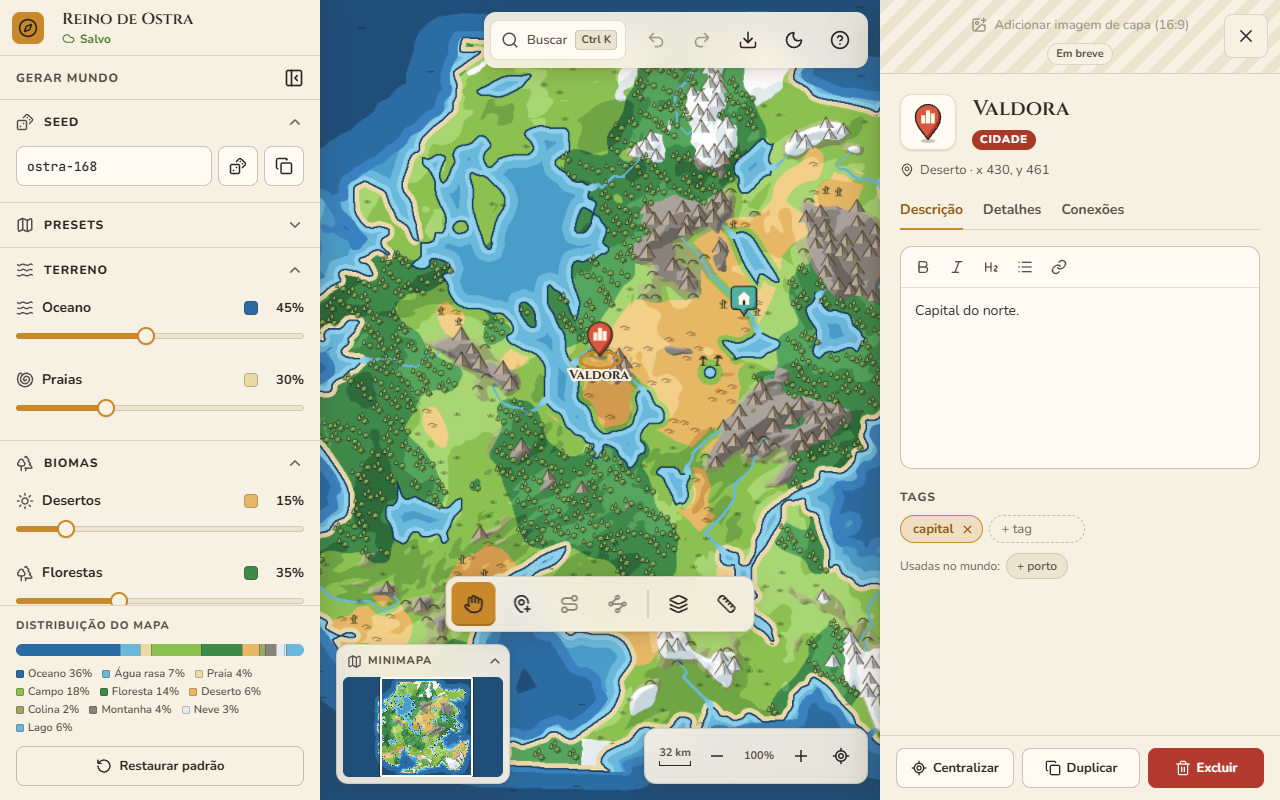 Reino de Ostra
Salvo
GERAR MUNDO
SEED
ostra-168
PRESETS
TERRENO
Oceano 45%
Praias 30%
BIOMAS
Desertos 15%
Florestas 35%
DISTRIBUIÇÃO DO MAPA
Oceano 36% Água rasa 7% Praia 4%
Campo 18% Floresta 14% Deserto 6%
Colina 2% Montanha 4% Neve 3%
Lago 6%
Restaurar padrão
Buscar Ctrl K
Valdora
MINIMAPA
32 km 100%
Adicionar imagem de capa (16:9)
Em breve
Valdora
CIDADE
Deserto · x 430, y 461
Descrição Detalhes Conexões
B I H2
Capital do norte.
TAGS
capital + tag
Usadas no mundo: + porto
Centralizar Duplicar Excluir